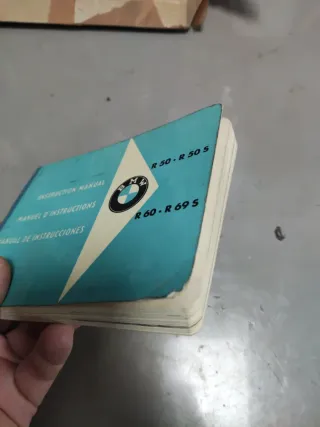 INSTRUCTION MANUAL
MANUEL D'INSTRUCTIONS
MANUAL DE INSTRUCCIONES
BMW
R 50 - R 50 S
R 60 - R 69 S